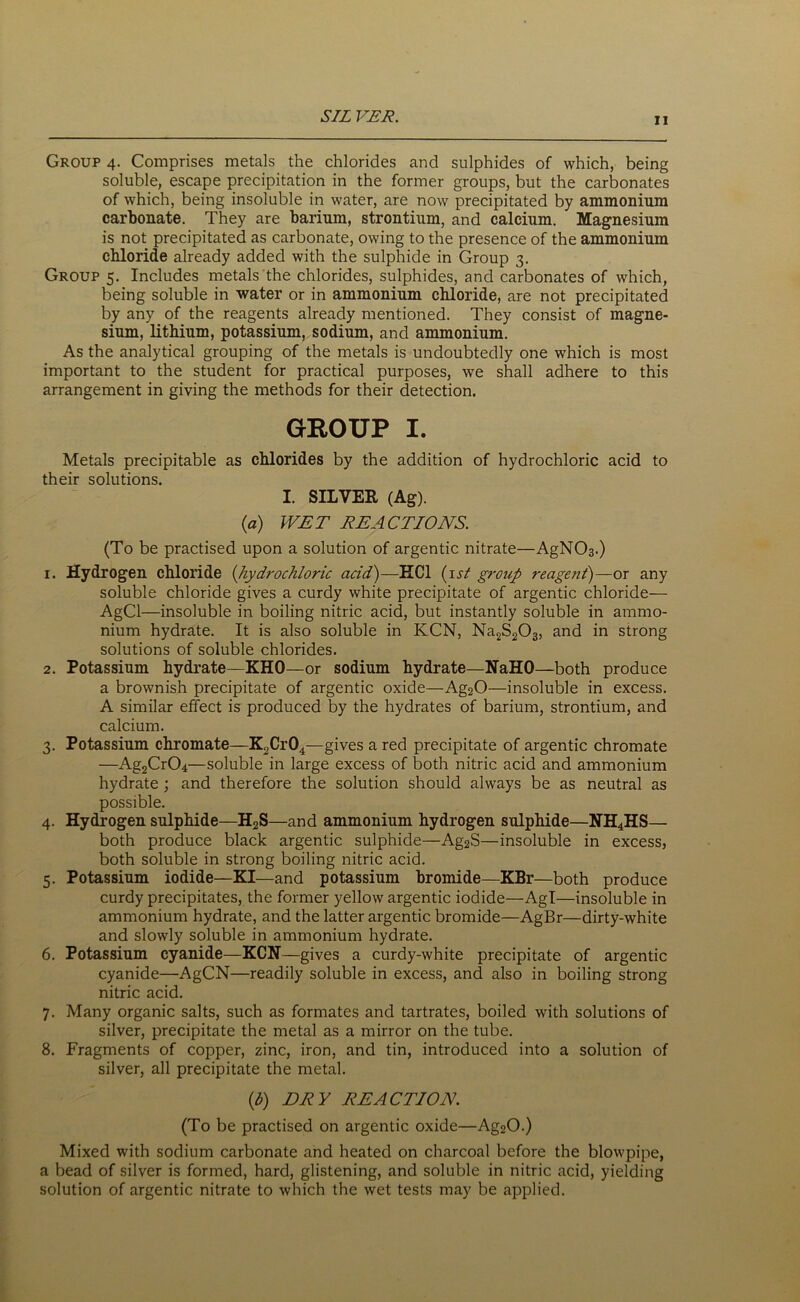 SILVER.
11
GROUP 4. Comprises metals the chlorides and sulphides of which, being
soluble, escape precipitation in the former groups, but the carbonates
of which, being insoluble in water, are now precipitated by ammonium
carbonate. They are barium, strontium, and calcium. Magnesium
is not precipitated as carbonate, owing to the presence of the ammonium
chloride already added with the sulphide in Group 3.
GROUP 5. Includes metals the chlorides, sulphides, and carbonates of which,
being soluble in water or in ammonium chloride, are not precipitated
by any of the reagents already mentioned. They consist of magne-
sium, lithium, potassium, sodium, and ammonium.
As the analytical grouping of the metals is undoubtedly one which is most
important to the student for practical purposes, we shall adhere to this
arrangement in giving the methods for their detection.
GROUP I.
Metals precipitable as chlorides by the addition of hydrochloric acid to
their solutions.
I. SILVER (Ag).
(a) WET REACTIONS.
(To be practised upon a solution of argentic nitrate—AgNO₃.)
1. Hydrogen chloride (hydrochloric acid)—HCl (1st group reagent)—or any
soluble chloride gives a curdy white precipitate of argentic chloride—
AgCl—insoluble in boiling nitric acid, but instantly soluble in ammo-
nium hydrate. It is also soluble in KCN, Na₂S₂O₃, and in strong
solutions of soluble chlorides.
2. Potassium hydrate—KHO—or sodium hydrate—NaHO—both produce
a brownish precipitate of argentic oxide—Ag₂O—insoluble in excess.
A similar effect is produced by the hydrates of barium, strontium, and
calcium.
3. Potassium chromate—K₂CrO₄—gives a red precipitate of argentic chromate
—Ag₂CrO₄—soluble in large excess of both nitric acid and ammonium
hydrate; and therefore the solution should always be as neutral as
possible.
4. Hydrogen sulphide—H₂S—and ammonium hydrogen sulphide—NH₄HS—
both produce black argentic sulphide—Ag₂S—insoluble in excess,
both soluble in strong boiling nitric acid.
5. Potassium iodide—KI—and potassium bromide—KBr—both produce
curdy precipitates, the former yellow argentic iodide—AgI—insoluble in
ammonium hydrate, and the latter argentic bromide—AgBr—dirty-white
and slowly soluble in ammonium hydrate.
6. Potassium cyanide—KCN—gives a curdy-white precipitate of argentic
cyanide—AgCN—readily soluble in excess, and also in boiling strong
nitric acid.
7. Many organic salts, such as formates and tartrates, boiled with solutions of
silver, precipitate the metal as a mirror on the tube.
8. Fragments of copper, zinc, iron, and tin, introduced into a solution of
silver, all precipitate the metal.
(b) DRY REACTION.
(To be practised on argentic oxide—Ag₂O.)
Mixed with sodium carbonate and heated on charcoal before the blowpipe,
a bead of silver is formed, hard, glistening, and soluble in nitric acid, yielding
solution of argentic nitrate to which the wet tests may be applied.